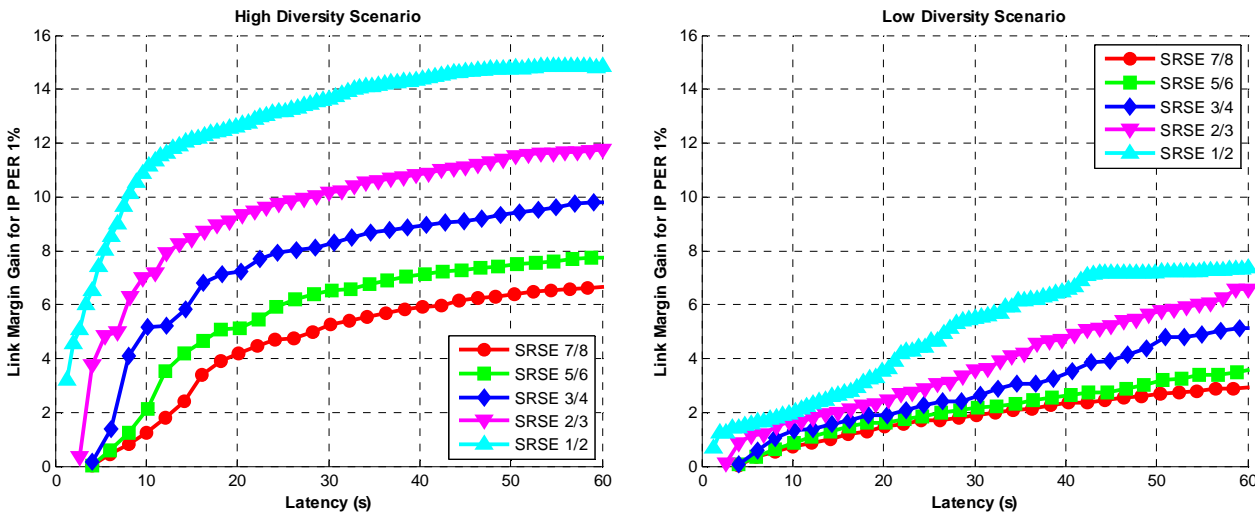 High Diversity Scenario
Link Margin Gain for IP PER 1%
16
14
12
10
8
6
4
2
0
0 10 20 30 40 50 60
Latency (s)
SRSE 7/8
SRSE 5/6
SRSE 3/4
SRSE 2/3
SRSE 1/2
Low Diversity Scenario
Link Margin Gain for IP PER 1%
16
14
12
10
8
6
4
2
0
0 10 20 30 40 50 60
Latency (s)
SRSE 7/8
SRSE 5/6
SRSE 3/4
SRSE 2/3
SRSE 1/2